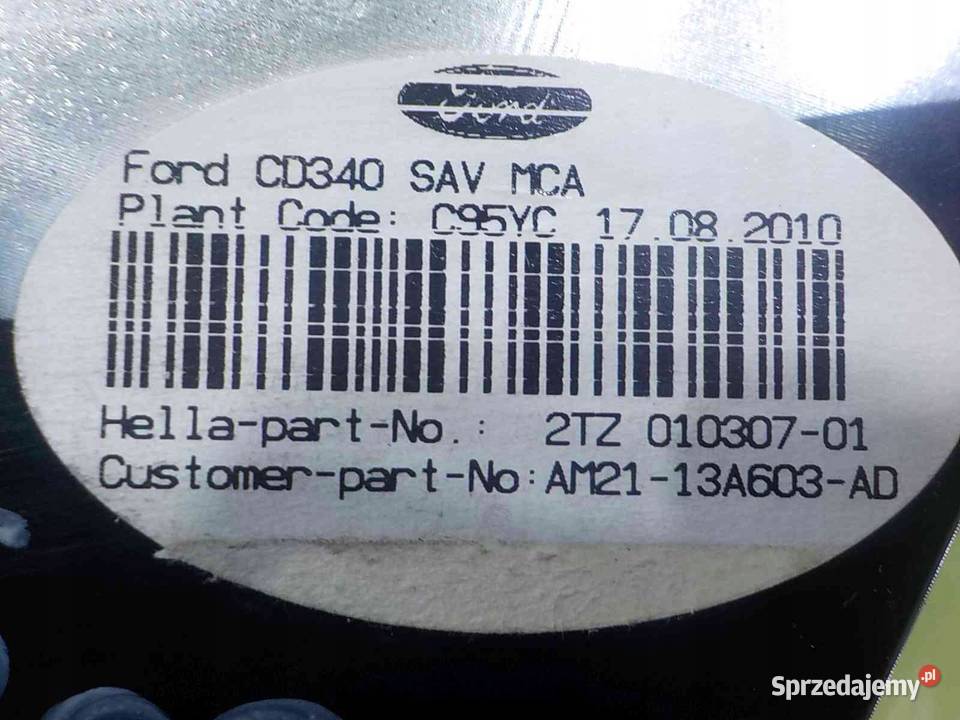 Ford
Ford CD340 SAV MCA
Plant Code: C95YC 17.08.2010
Hella-part-No.: 2TZ 010307-01
Customer-part-No:AM21-13A603-AD
Sprzedajemy.pl